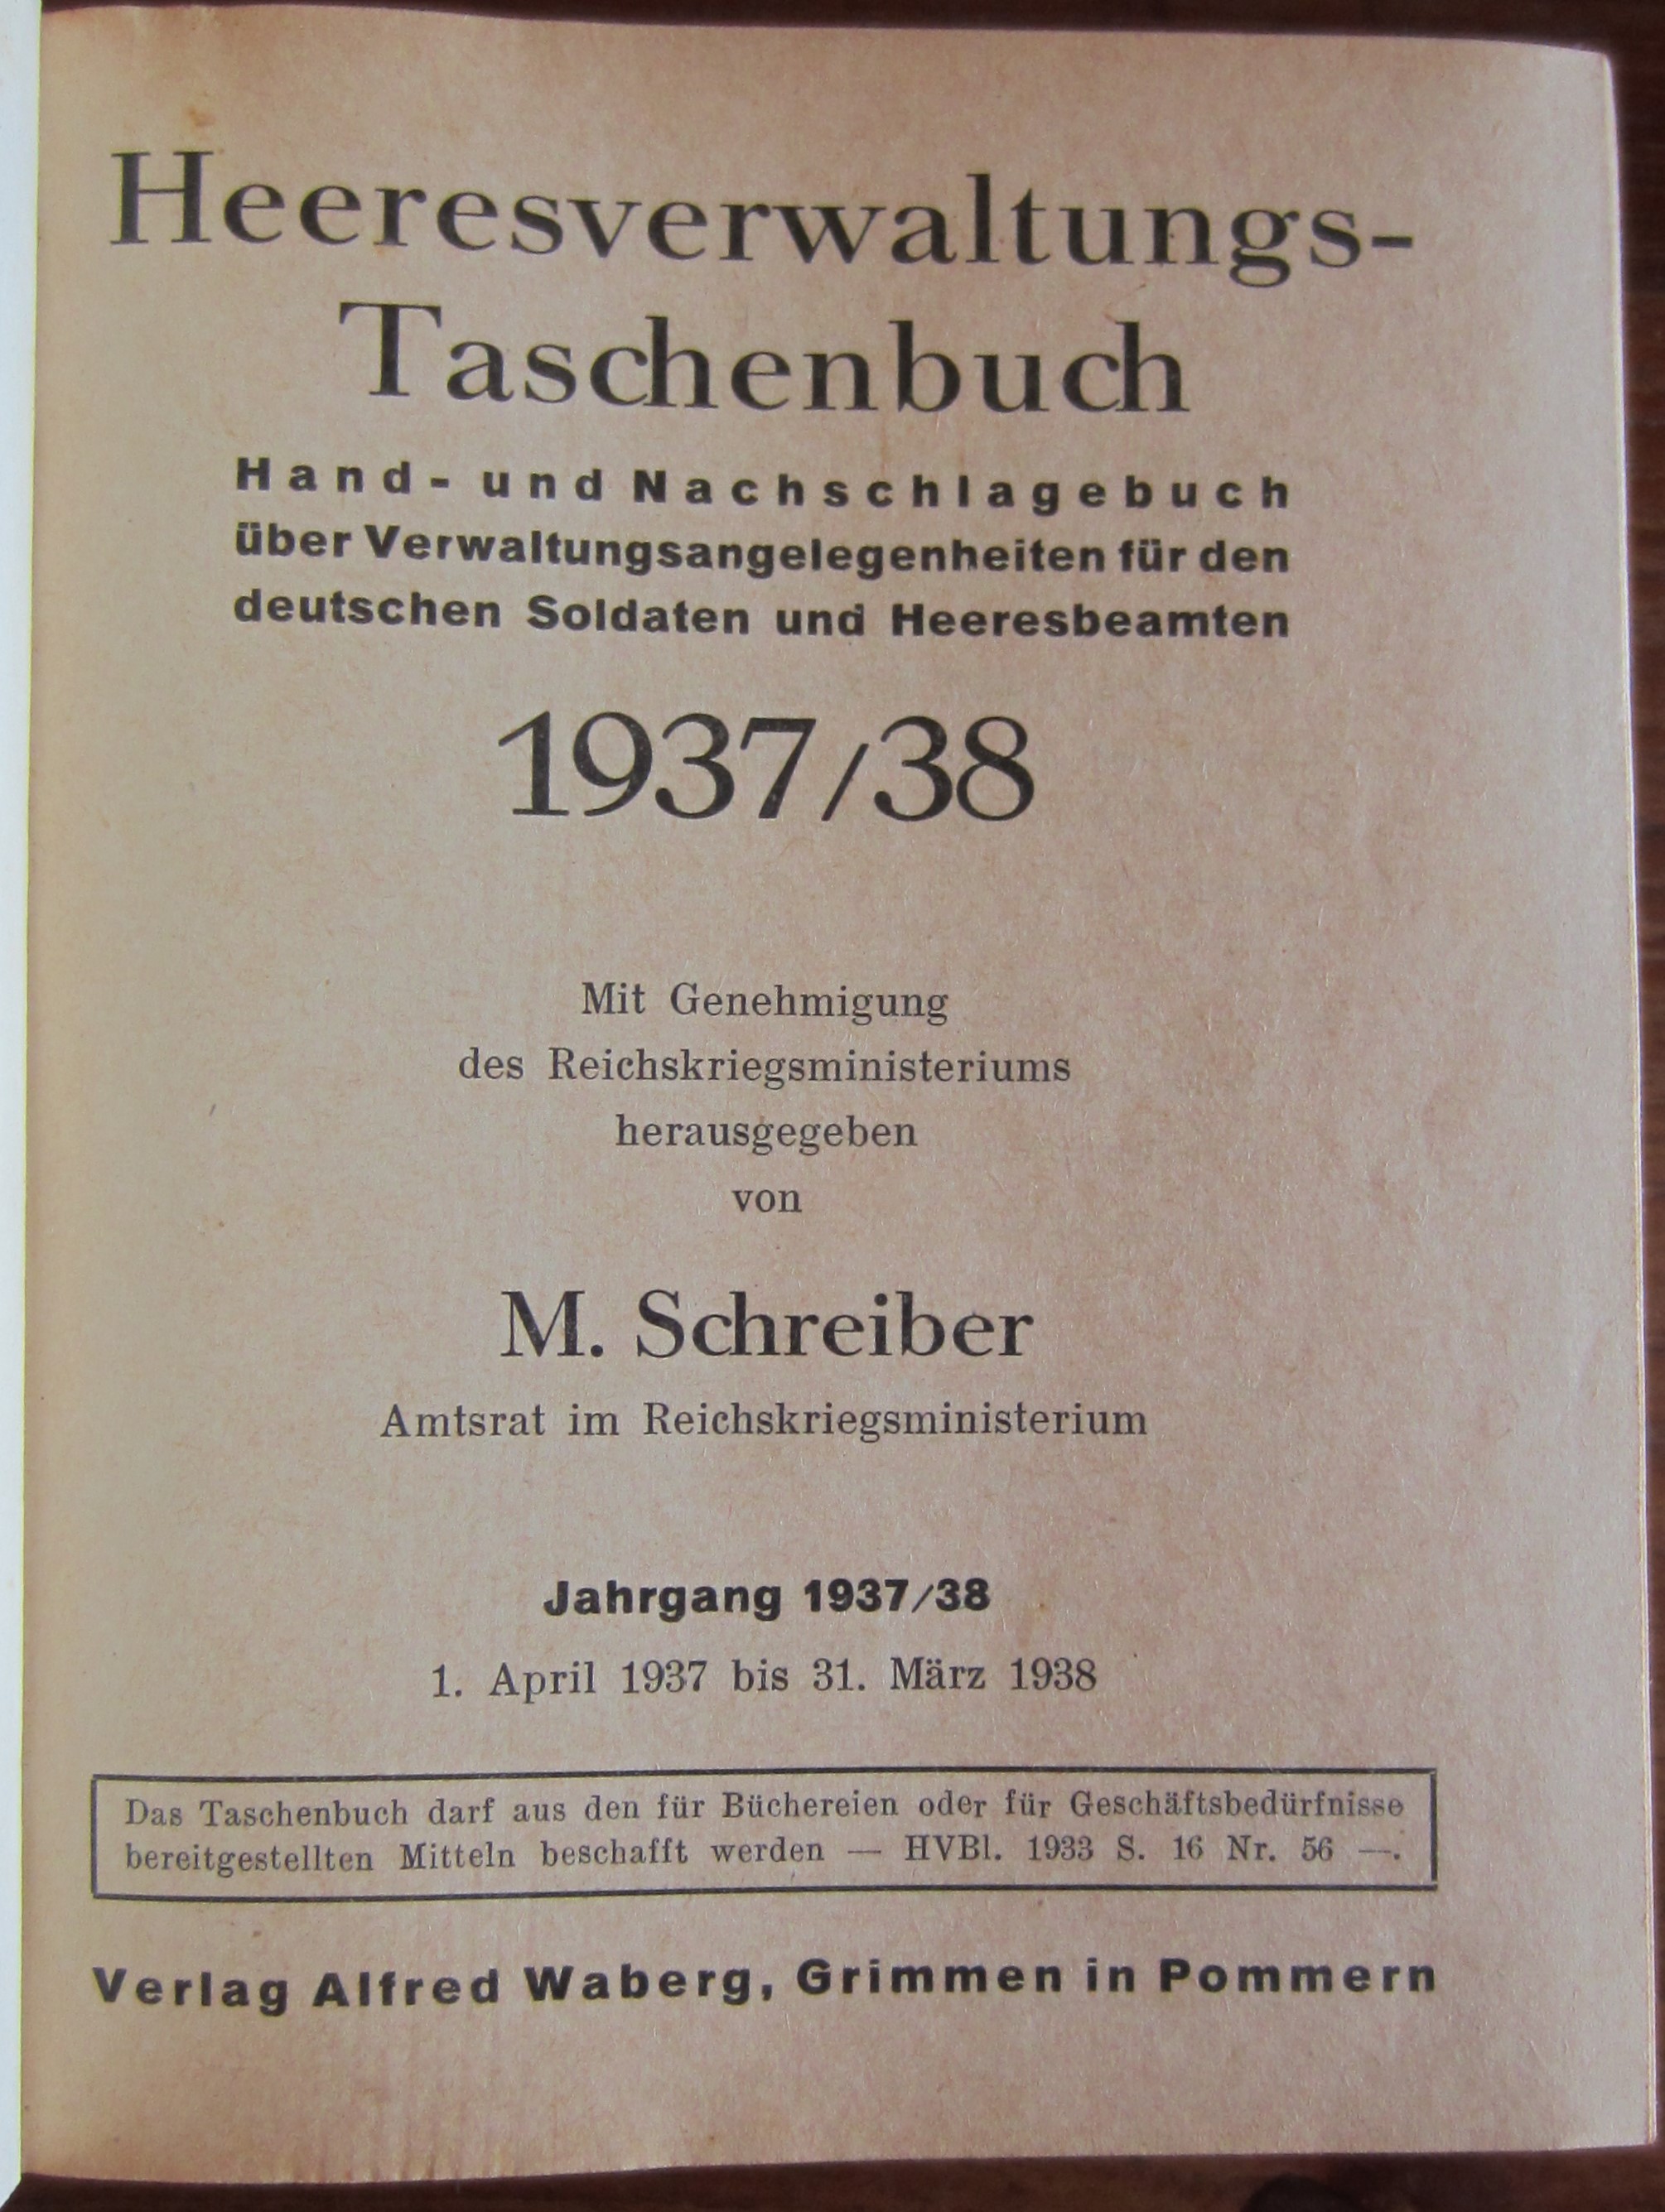 Heeresverwaltungs-
Taschenbuch
Hand- und Nachschlagebuch
über Verwaltungsangelegenheiten für den
deutschen Soldaten und Heeresbeamten
1937/38
Mit Genehmigung
des Reichskriegsministeriums
herausgegeben
von
M. Schreiber
Amtsrat im Reichskriegsministerium
Jahrgang 1937/38
1. April 1937 bis 31. März 1938
Das Taschenbuch darf aus den für Büchereien oder für Geschäftsbedürfnisse
bereitgestellten Mitteln beschafft werden — HVBl. 1933 S. 16 Nr. 56 —.
Verlag Alfred Waberg, Grimmen in Pommern